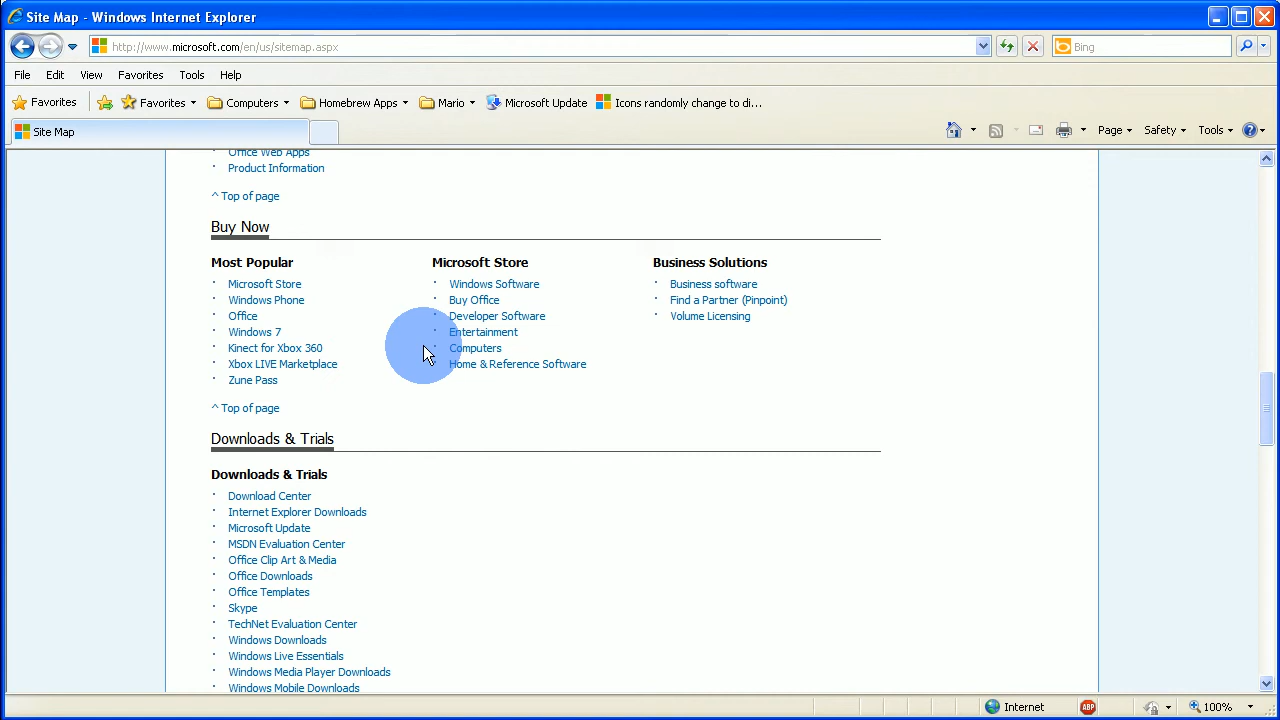 Site Map - Windows Internet Explorer
http://www.microsoft.com/en/us/sitemap.aspx
Bing
File Edit View Favorites Tools Help
Favorites Favorites Computers Homebrew Apps Mario Microsoft Update Icons randomly change to di...
Site Map
Page Safety Tools
Office Web Apps
Product Information
^ Top of page
Buy Now
Most Popular
Microsoft Store
Windows Phone
Office
Windows 7
Kinect for Xbox 360
Xbox LIVE Marketplace
Zune Pass
Microsoft Store
Windows Software
Buy Office
Developer Software
Entertainment
Computers
Home & Reference Software
Business Solutions
Business software
Find a Partner (Pinpoint)
Volume Licensing
^ Top of page
Downloads & Trials
Downloads & Trials
Download Center
Internet Explorer Downloads
Microsoft Update
MSDN Evaluation Center
Office Clip Art & Media
Office Downloads
Office Templates
Skype
TechNet Evaluation Center
Windows Downloads
Windows Live Essentials
Windows Media Player Downloads
Windows Mobile Downloads
Internet
ABP
100%